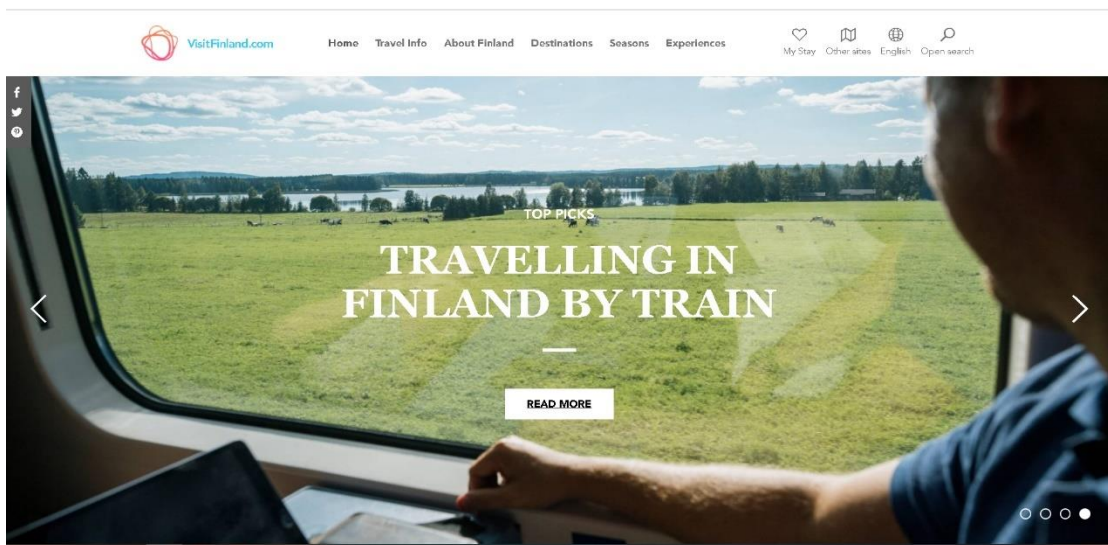 VisitFinland.com
Home Travel Info About Finland Destinations Seasons Experiences
My Stay Other sites English Open search
TOP PICKS
TRAVELLING IN
FINLAND BY TRAIN
READ MORE